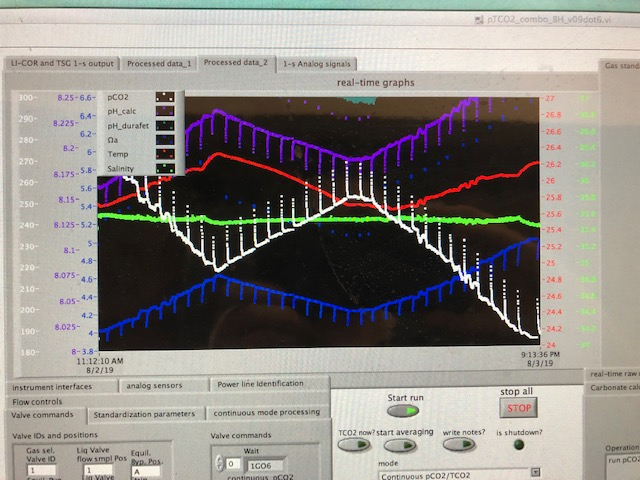 pTCO2_combo_BH_v09dot6.vi
LI-COR and TSG 1-s output
Processed data_1
Processed data_2
1-s Analog signals
Gas stand
real-time graphs
pCO2
pH_calc
pH_durafet
Ωa
Temp
Salinity
300-
290-
280-
270-
260-
250-
240-
230-
220-
210-
200-
190-
180-
8.25-
8.225-
8.2-
8.175-
8.15-
8.125-
8.1-
8.075-
8.05-
8.025-
8-
6.6-
6.4-
6.2-
6-
5.8-
5.6-
5.4-
5.2-
5-
4.8-
4.6-
4.4-
4.2-
4-
3.8-
-27
-26.8
-26.6
-26.4
-26.2
-26
-25.8
-25.6
-25.4
-25.2
-25
-24.8
-24.6
-24.4
-24.2
-24
11:12:10 AM
8/2/19
9:13:36 PM
8/3/19
Instrument interfaces
analog sensors
Power line Identification
Flow controls
Valve commands
Standardization parameters
continuous mode processing
Valve IDs and positions
Gas sel.
Valve ID
1
Liq Valve
flow smpl Pos
1
Liq Valve
Equil.
Byp. Pos.
A
Valve commands
0
Wait
1GO6
continuous pCO2
Start run
stop all
STOP
TCO2 now?
start averaging
write notes?
is shutdown?
mode
Continuous pCO2/TCO2
real-time raw
Carbonate calc
Operation
run pCO2